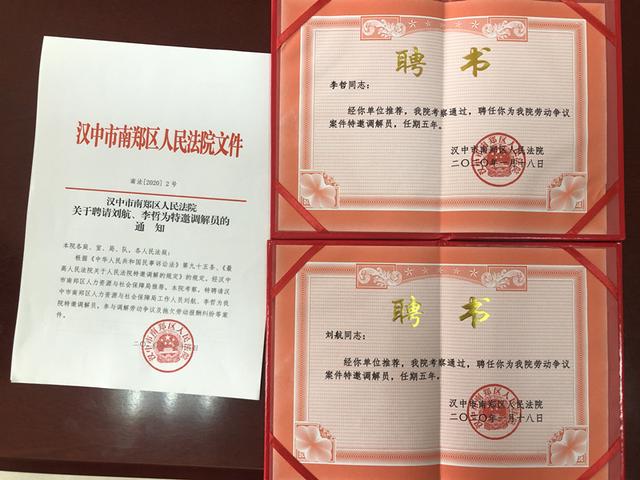 汉中市南郑区人民法院文件
南法[2020]2号
汉中市南郑区人民法院
关于聘请刘航、李哲为特邀调解员的
通 知
本院各庭、室、局、队，各人民法庭：
根据《中华人民共和国民事诉讼法》第九十五条、《最
高人民法院关于人民法院特邀调解的规定》的规定，经汉中
市南郑区人力资源与社会保障局推荐，本院考察，特聘请汉
中市南郑区人力资源与社会保障局工作人员刘航、李哲为我
院特邀调解员，参与调解劳动争议及拖欠劳动报酬纠纷等案
件。
聘书
李哲同志：
经你单位推荐，我院考察通过，聘任你为我院劳动争议
案件特邀调解员，任期五年。
汉中市南郑区人民法院
二〇二〇年一月十八日
聘书
刘航同志：
经你单位推荐，我院考察通过，聘任你为我院劳动争议
案件特邀调解员，任期五年。
汉中市南郑区人民法院
二〇二〇年一月十八日